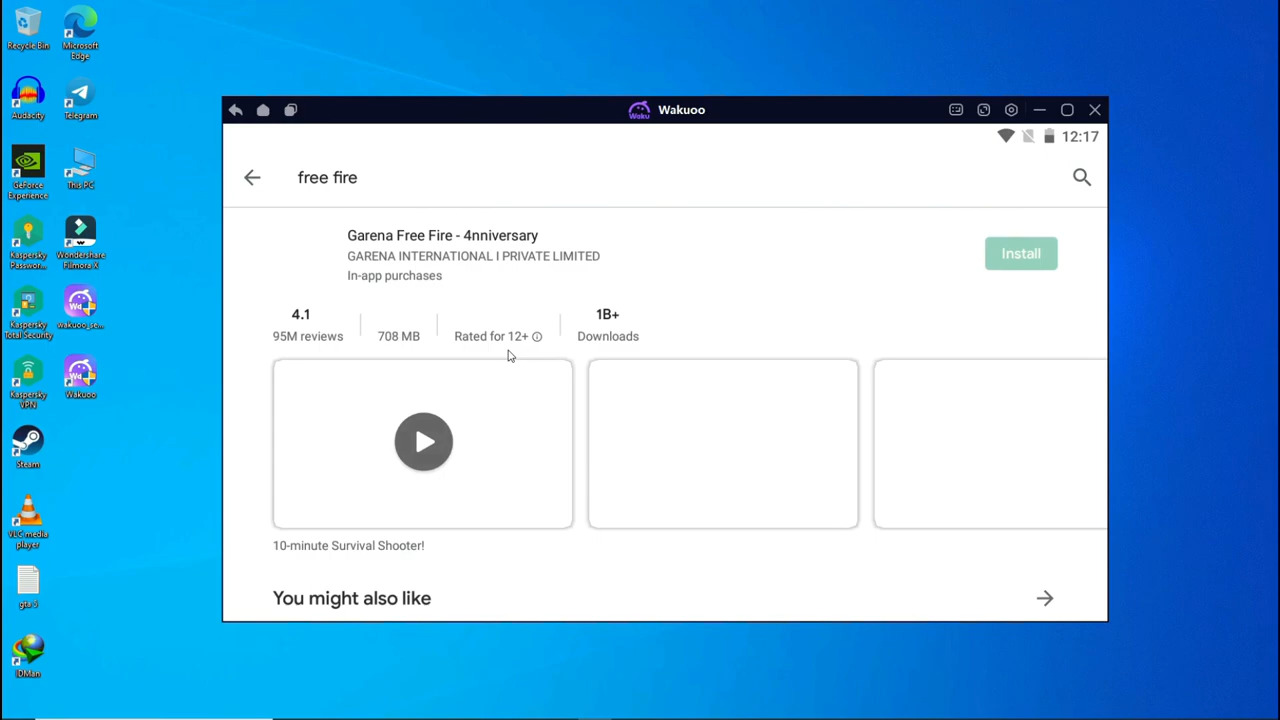 Recycle Bin
Microsoft
Edge
Audacity
Telegram
GeForce
Experience
This PC
Kaspersky
Passwor...
Wondershare
Filmora X
Kaspersky
Total Security
wakuoo_se...
Kaspersky
VPN
Wakuoo
Steam
VLC media
player
gta 5
IDMan
Waku
Wakuoo
12:17
free fire
Garena Free Fire - 4nniversary
GARENA INTERNATIONAL I PRIVATE LIMITED
In-app purchases
Install
4.1
95M reviews
708 MB
Rated for 12+
1B+
Downloads
10-minute Survival Shooter!
You might also like